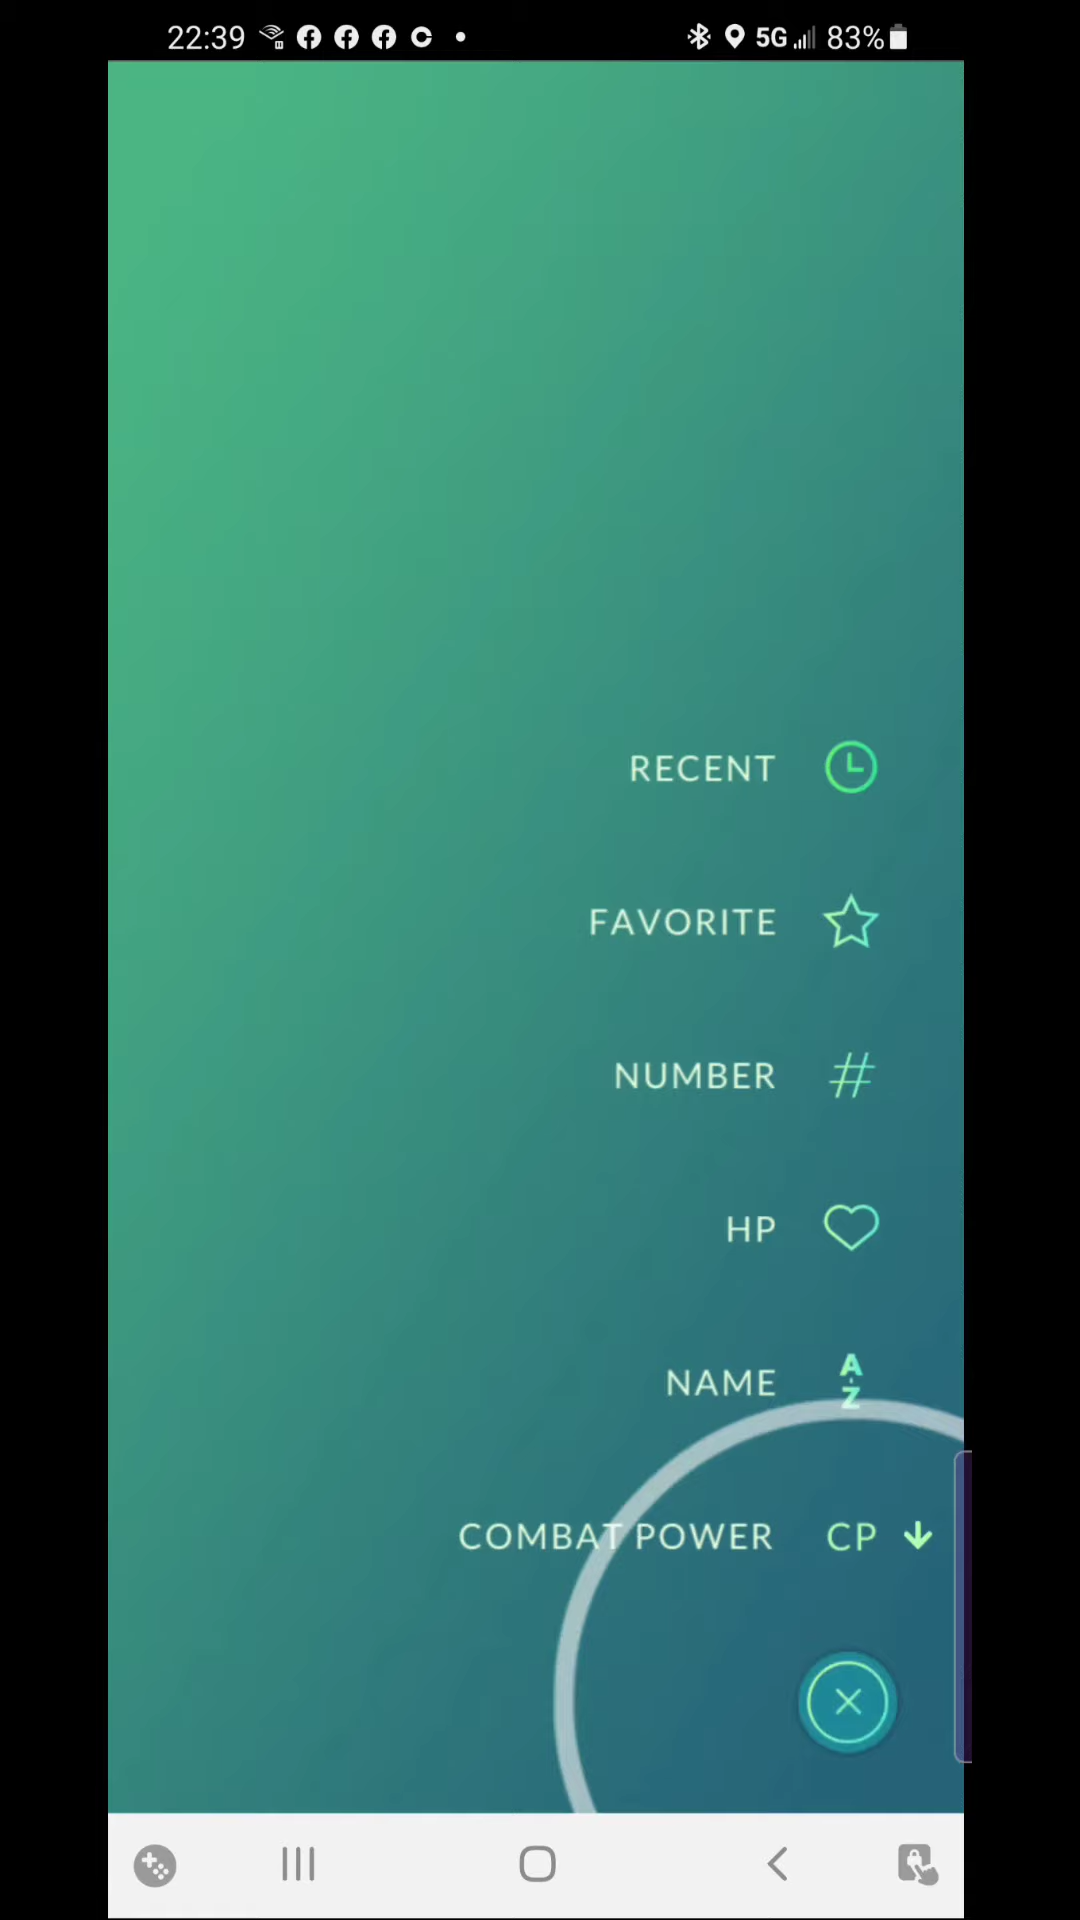 22:39 5G 83%
RECENT
FAVORITE
NUMBER #
HP
NAME A-Z
COMBAT POWER CP